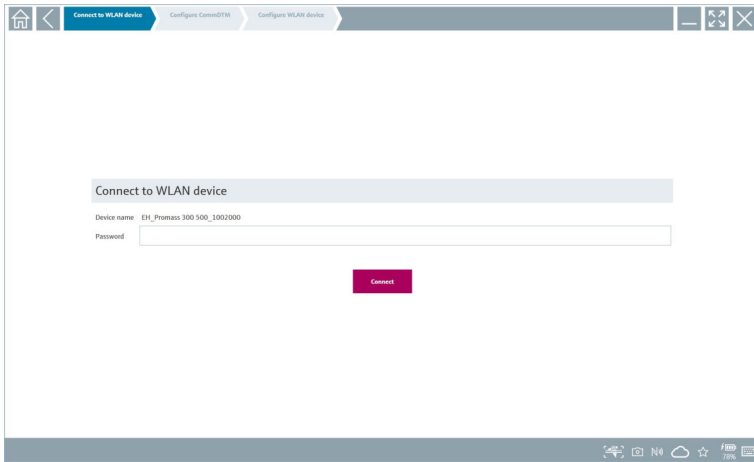 Connect to WLAN device
Configure CommDTM
Configure WLAN device
Connect to WLAN device
Device name EH_Promass 300 500_1002000
Password
Connect
78%